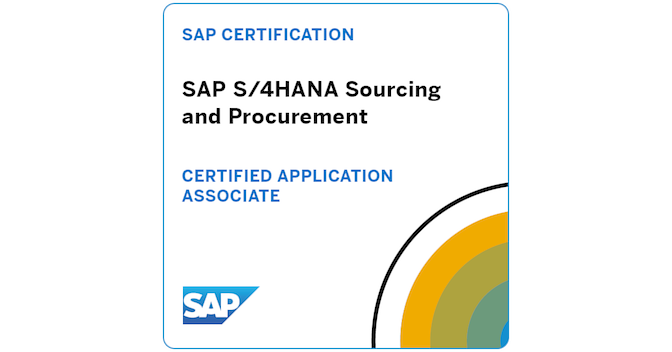 SAP CERTIFICATION
SAP S/4HANA Sourcing
and Procurement
CERTIFIED APPLICATION
ASSOCIATE
SAP